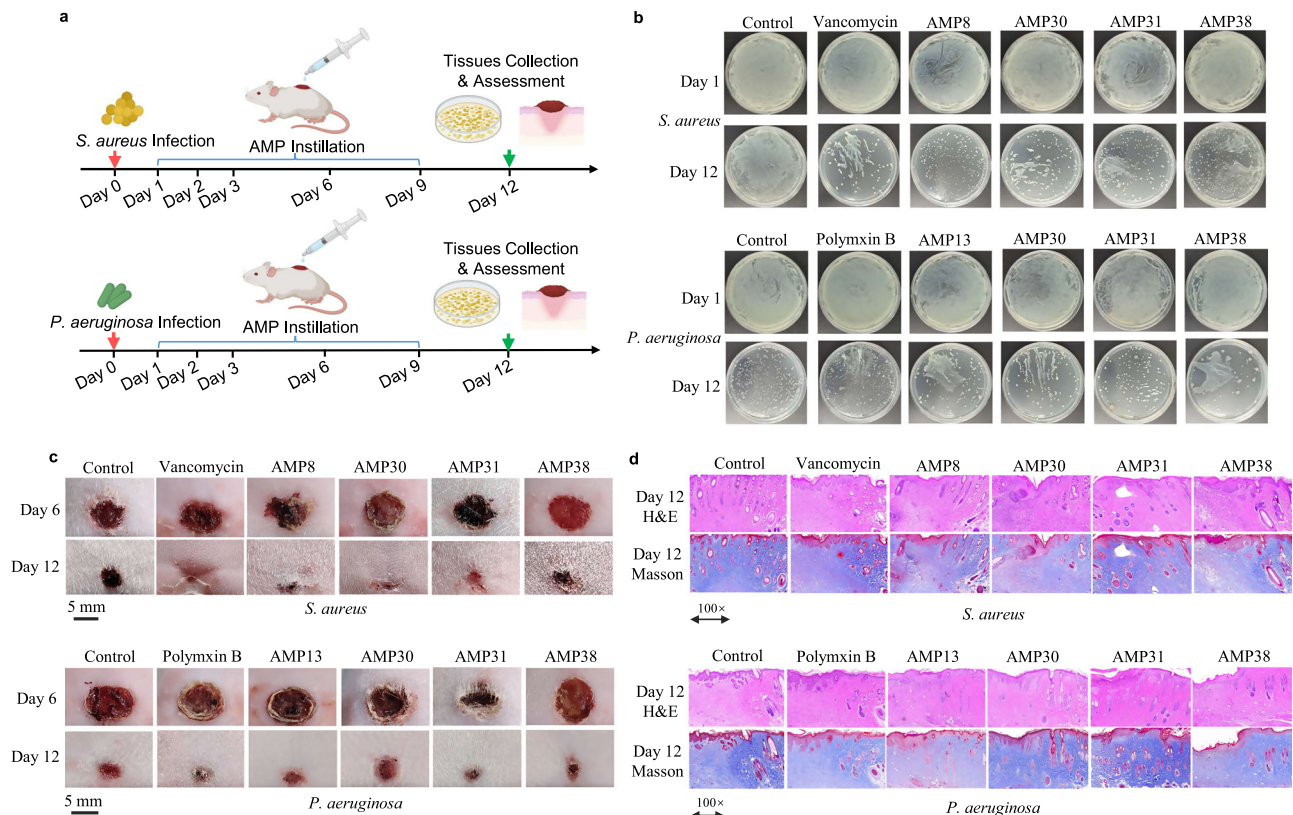 a
Tissues Collection
& Assessment
S. aureus Infection
AMP Instillation
Day 0
Day 1
Day 2
Day 3
Day 6
Day 9
Day 12
Tissues Collection
& Assessment
P. aeruginosa Infection
AMP Instillation
Day 0
Day 1
Day 2
Day 3
Day 6
Day 9
Day 12
b
Control Vancomycin AMP8 AMP30 AMP31 AMP38
Day 1
S. aureus
Day 12
Control Polymxin B AMP13 AMP30 AMP31 AMP38
Day 1
P. aeruginosa
Day 12
c
Control Vancomycin AMP8 AMP30 AMP31 AMP38
Day 6
Day 12
5 mm
S. aureus
Control Polymxin B AMP13 AMP30 AMP31 AMP38
Day 6
Day 12
5 mm
P. aeruginosa
d
Control Vancomycin AMP8 AMP30 AMP31 AMP38
Day 12
H&E
Day 12
Masson
100×
S. aureus
Control Polymxin B AMP13 AMP30 AMP31 AMP38
Day 12
H&E
Day 12
Masson
100×
P. aeruginosa